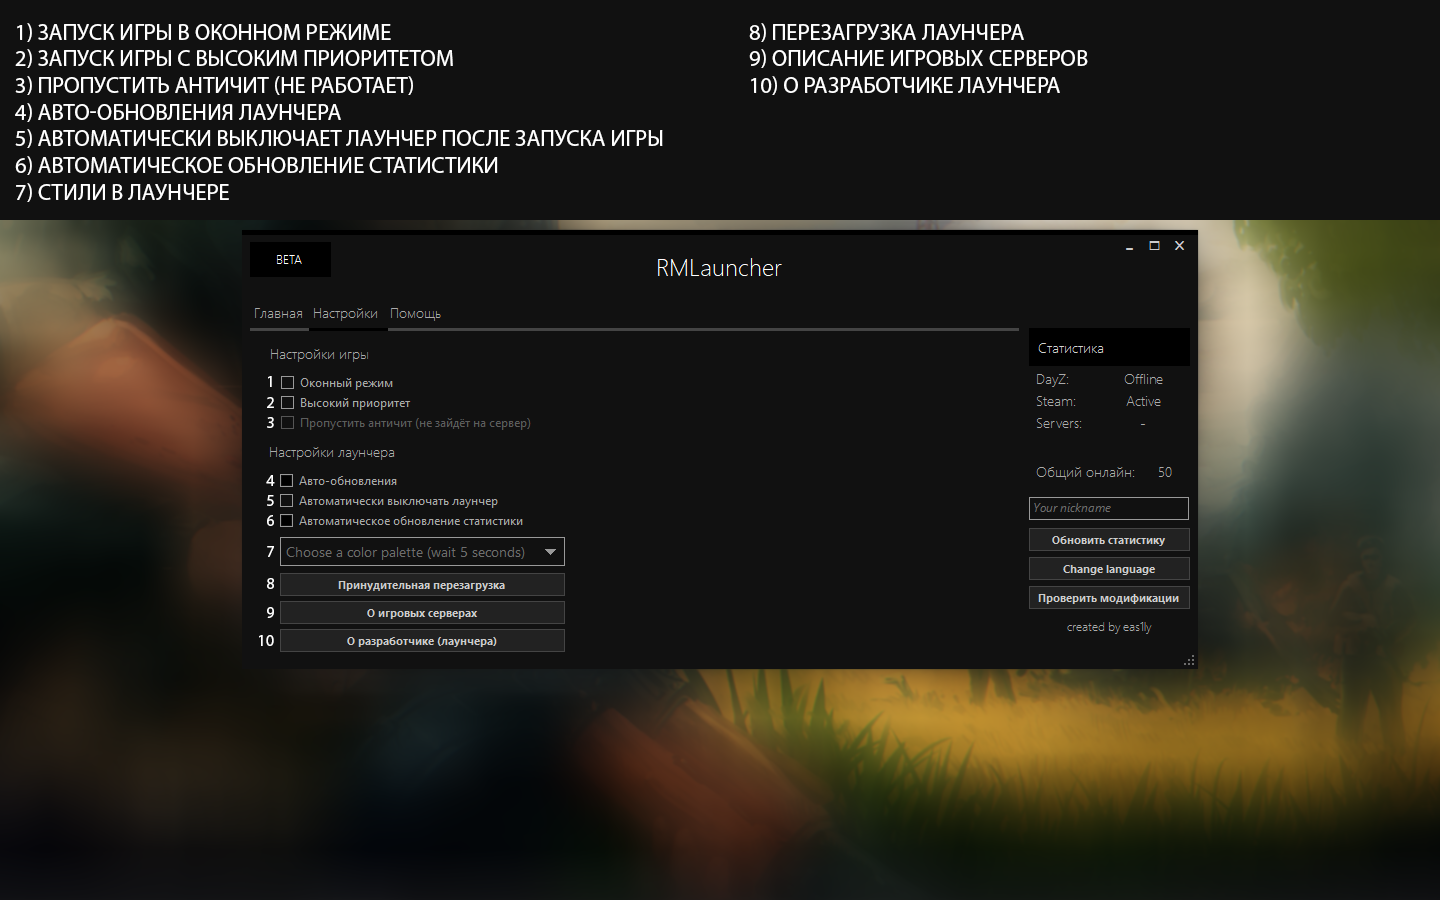 1) ЗАПУСК ИГРЫ В ОКОННОМ РЕЖИМЕ
2) ЗАПУСК ИГРЫ С ВЫСОКИМ ПРИОРИТЕТОМ
3) ПРОПУСТИТЬ АНТИЧИТ (НЕ РАБОТАЕТ)
4) АВТО-ОБНОВЛЕНИЯ ЛАУНЧЕРА
5) АВТОМАТИЧЕСКИ ВЫКЛЮЧАЕТ ЛАУНЧЕР ПОСЛЕ ЗАПУСКА ИГРЫ
6) АВТОМАТИЧЕСКОЕ ОБНОВЛЕНИЕ СТАТИСТИКИ
7) СТИЛИ В ЛАУНЧЕРЕ
8) ПЕРЕЗАГРУЗКА ЛАУНЧЕРА
9) ОПИСАНИЕ ИГРОВЫХ СЕРВЕРОВ
10) О РАЗРАБОТЧИКЕ ЛАУНЧЕРА
BETA
RMLauncher
Главная Настройки Помощь
Настройки игры
1 Оконный режим
2 Высокий приоритет
3 Пропустить античит (не зайдёт на сервер)
Настройки лаунчера
4 Авто-обновления
5 Автоматически выключать лаунчер
6 Автоматическое обновление статистики
7 Choose a color palette (wait 5 seconds)
8 Принудительная перезагрузка
9 О игровых серверах
10 О разработчике (лаунчера)
Статистика
DayZ: Offline
Steam: Active
Servers: -
Общий онлайн: 50
Your nickname
Обновить статистику
Change language
Проверить модификации
created by eas1ly